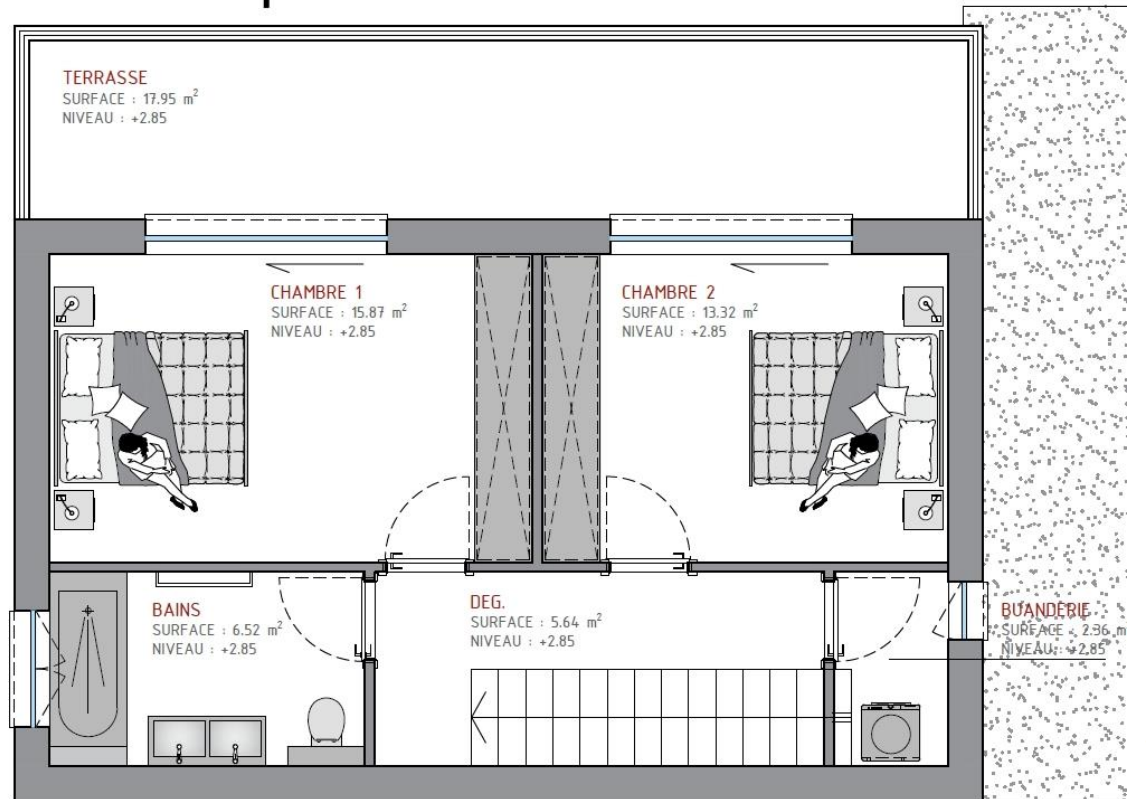 TERRASSE
SURFACE : 17.95 m²
NIVEAU : +2.85
CHAMBRE 1
SURFACE : 15.87 m²
NIVEAU : +2.85
CHAMBRE 2
SURFACE : 13.32 m²
NIVEAU : +2.85
BAINS
SURFACE : 6.52 m²
NIVEAU : +2.85
DEG.
SURFACE : 5.64 m²
NIVEAU : +2.85
BUANDERIE
SURFACE : 2.36 m
NIVEAU : +2.85